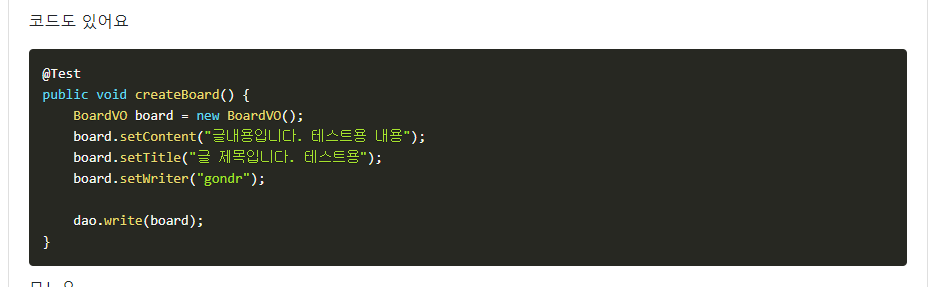 코드도 있어요
@Test
public void createBoard() {
    BoardVO board = new BoardVO();
    board.setContent("글내용입니다. 테스트용 내용");
    board.setTitle("글 제목입니다. 테스트용");
    board.setWriter("gondr");

    dao.write(board);
}